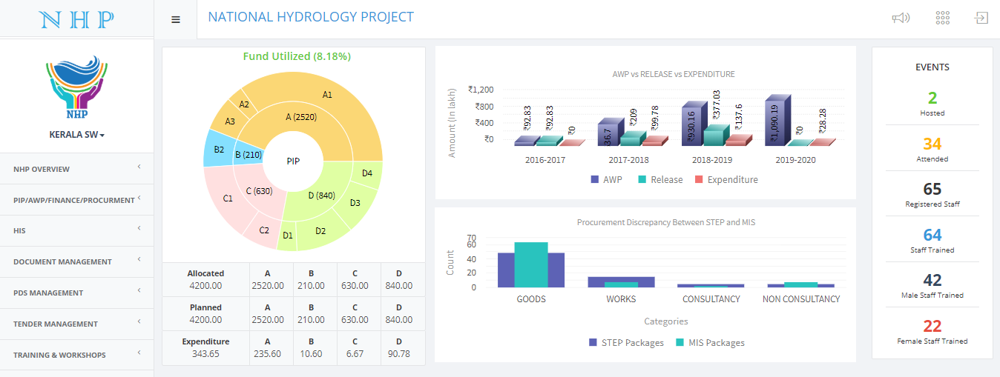 NHP
NATIONAL HYDROLOGY PROJECT
NHP
KERALA SW
NHP OVERVIEW
PIP/AWP/FINANCE/PROCURMENT
HIS
DOCUMENT MANAGEMENT
PDS MANAGEMENT
TENDER MANAGEMENT
TRAINING & WORKSHOPS
Fund Utilized (8.18%)
A1
A2
A (2520)
A3
B2
B (210)
PIP
D4
C (630)
D (840)
C1
D3
C2
D1
D2
Allocated A B C D
4200.00 2520.00 210.00 630.00 840.00
Planned A B C D
4200.00 2520.00 210.00 630.00 840.00
Expenditure A B C D
343.65 235.60 10.60 6.67 90.78
AWP vs RELEASE vs EXPENDITURE
Amount (In lakh)
₹1,200
₹800
₹400
₹0
₹92.83 ₹92.83 ₹0
36.7 ₹209 ₹99.78
₹930.16 ₹377.03 ₹137.6
₹1,090.19 ₹0 ₹28.28
2016-2017 2017-2018 2018-2019 2019-2020
AWP Release Expenditure
Procurement Discrepancy Between STEP and MIS
Count
70
60
40
20
0
GOODS WORKS CONSULTANCY NON CONSULTANCY
Categories
STEP Packages MIS Packages
EVENTS
2
Hosted
34
Attended
65
Registered Staff
64
Staff Trained
42
Male Staff Trained
22
Female Staff Trained